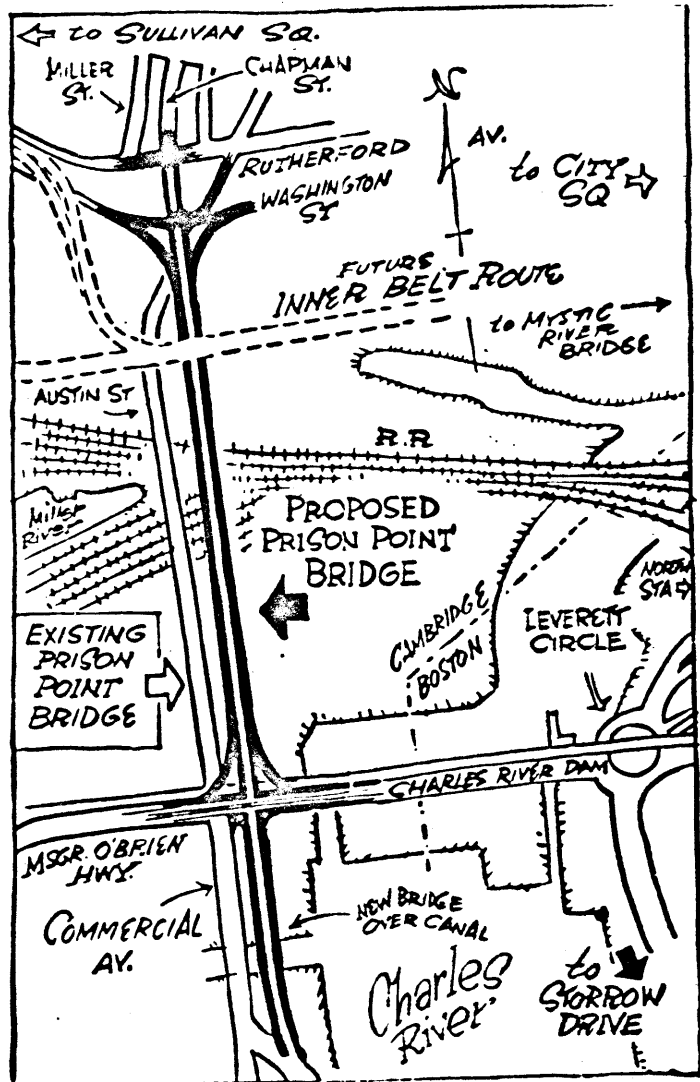 to SULLIVAN SQ.
MILLER
ST.
CHAPMAN
ST.
N
RUTHERFORD
AV.
to CITY
SQ
WASHINGTON
ST
FUTURE
INNER BELT ROUTE
to MYSTIC
RIVER
BRIDGE
AUSTIN ST
R.R
Miller
River
PROPOSED
PRISON POINT
BRIDGE
NORTH
STA
CAMBRIDGE
BOSTON
LEVERETT
CIRCLE
EXISTING
PRISON
POINT
BRIDGE
CHARLES RIVER DAM
MSGR. O'BRIEN
HWY.
COMMERCIAL
AV.
NEW BRIDGE
OVER CANAL
Charles
River
to
STORROW
DRIVE